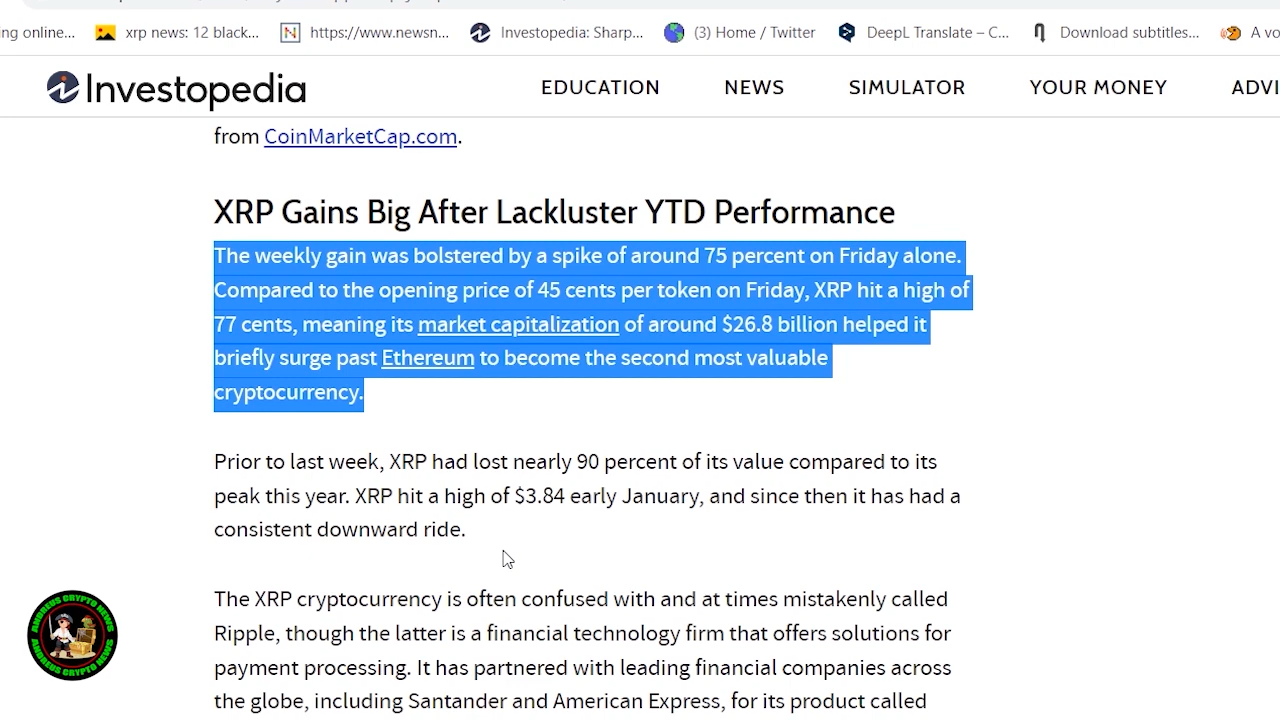 ng online...
xrp news: 12 black...
https://www.newsn...
Investopedia: Sharp...
(3) Home / Twitter
DeepL Translate – C...
Download subtitles...
A vo
Investopedia
EDUCATION
NEWS
SIMULATOR
YOUR MONEY
ADVI
from CoinMarketCap.com.
XRP Gains Big After Lackluster YTD Performance
The weekly gain was bolstered by a spike of around 75 percent on Friday alone.
Compared to the opening price of 45 cents per token on Friday, XRP hit a high of
77 cents, meaning its market capitalization of around $26.8 billion helped it
briefly surge past Ethereum to become the second most valuable
cryptocurrency.
Prior to last week, XRP had lost nearly 90 percent of its value compared to its
peak this year. XRP hit a high of $3.84 early January, and since then it has had a
consistent downward ride.
The XRP cryptocurrency is often confused with and at times mistakenly called
Ripple, though the latter is a financial technology firm that offers solutions for
payment processing. It has partnered with leading financial companies across
the globe, including Santander and American Express, for its product called
ANDREUS CRYPTO NEWS
ANDREUS CRYPTO NEWS